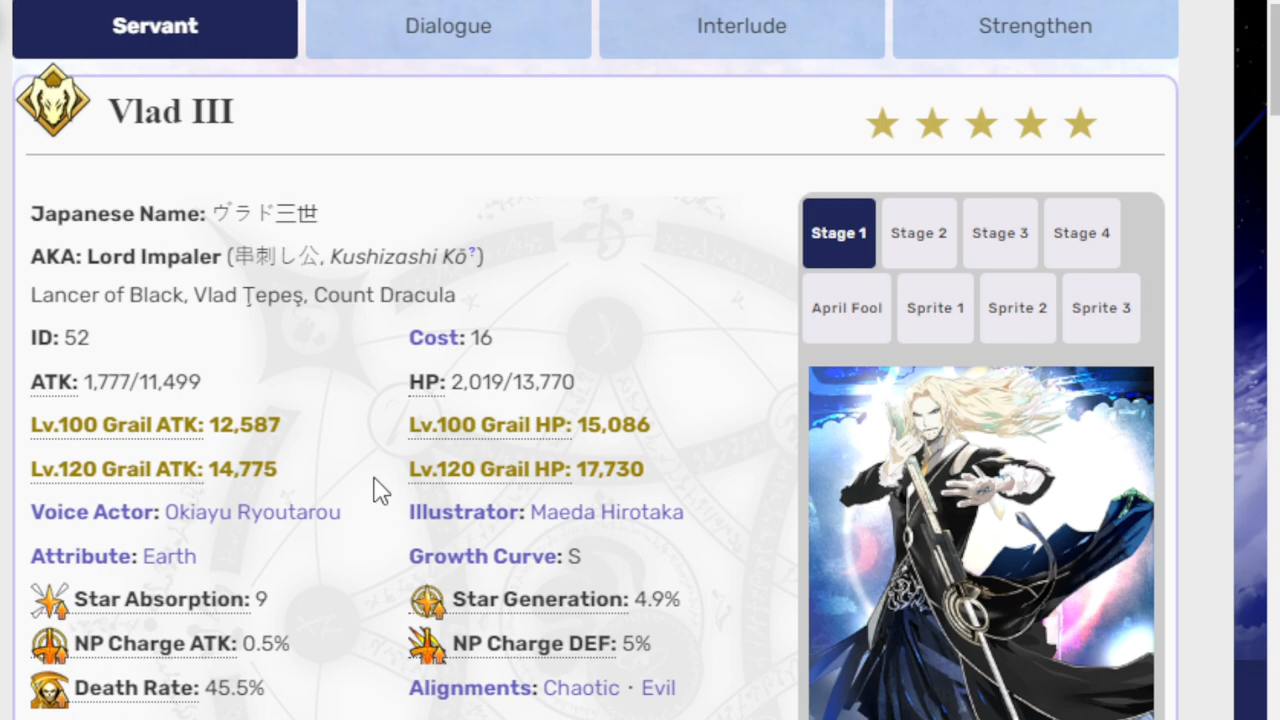 Servant Dialogue Interlude Strengthen
Vlad III
Japanese Name: ヴラド三世
AKA: Lord Impaler (串刺し公, Kushizashi Kō?)
Lancer of Black, Vlad Ţepeş, Count Dracula
ID: 52 Cost: 16
ATK: 1,777/11,499 HP: 2,019/13,770
Lv.100 Grail ATK: 12,587 Lv.100 Grail HP: 15,086
Lv.120 Grail ATK: 14,775 Lv.120 Grail HP: 17,730
Voice Actor: Okiayu Ryoutarou Illustrator: Maeda Hirotaka
Attribute: Earth Growth Curve: S
Star Absorption: 9 Star Generation: 4.9%
NP Charge ATK: 0.5% NP Charge DEF: 5%
Death Rate: 45.5% Alignments: Chaotic・Evil
Stage 1 Stage 2 Stage 3 Stage 4
April Fool Sprite 1 Sprite 2 Sprite 3